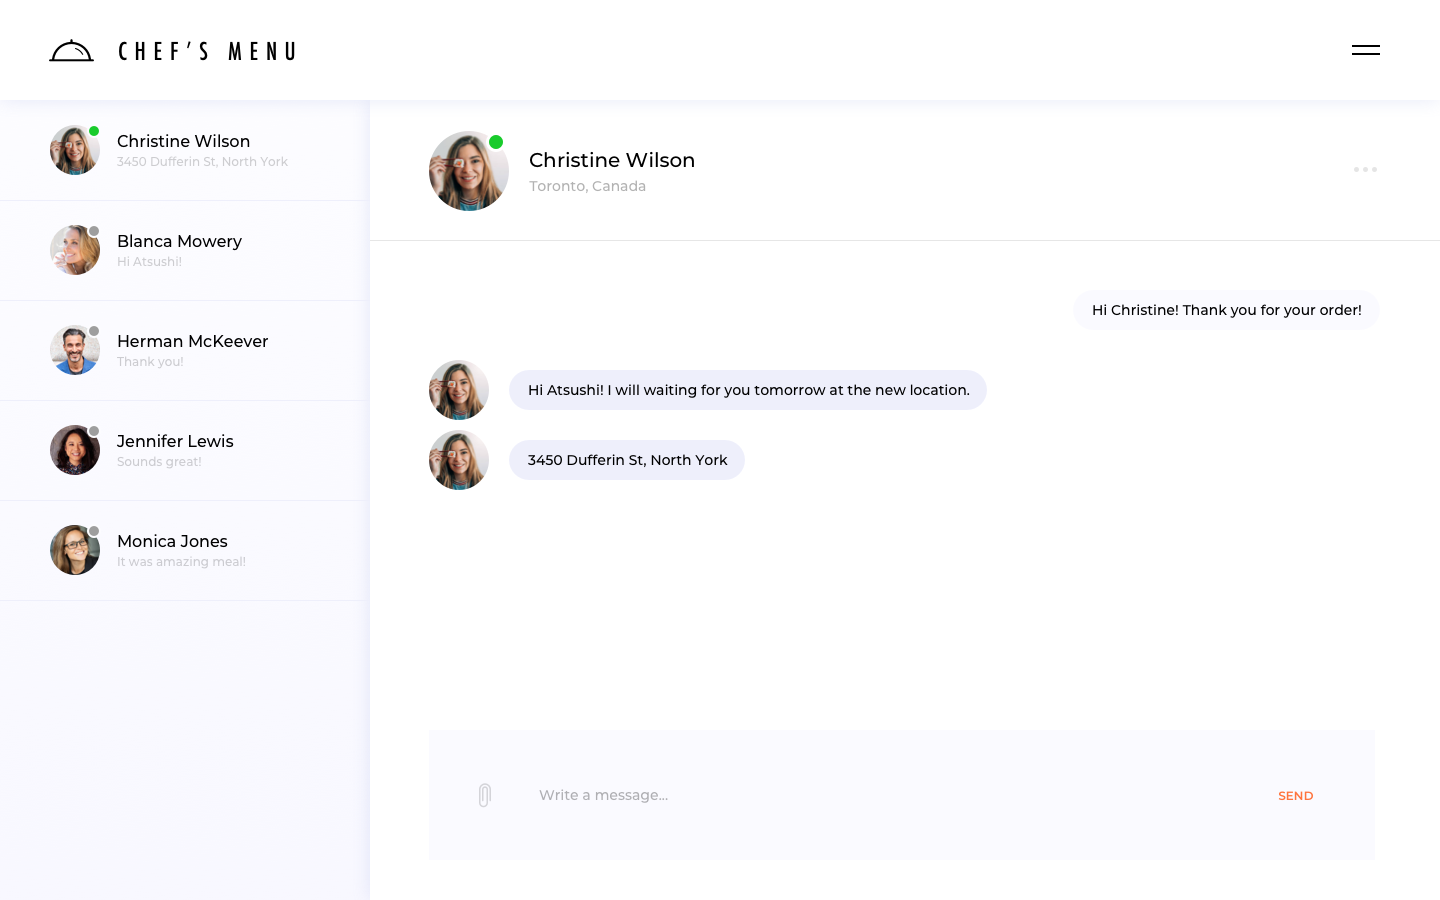 CHEF'S MENU
Christine Wilson
3450 Dufferin St, North York
Blanca Mowery
Hi Atsushi!
Herman McKeever
Thank you!
Jennifer Lewis
Sounds great!
Monica Jones
It was amazing meal!
Christine Wilson
Toronto, Canada
Hi Christine! Thank you for your order!
Hi Atsushi! I will waiting for you tomorrow at the new location.
3450 Dufferin St, North York
Write a message...
SEND